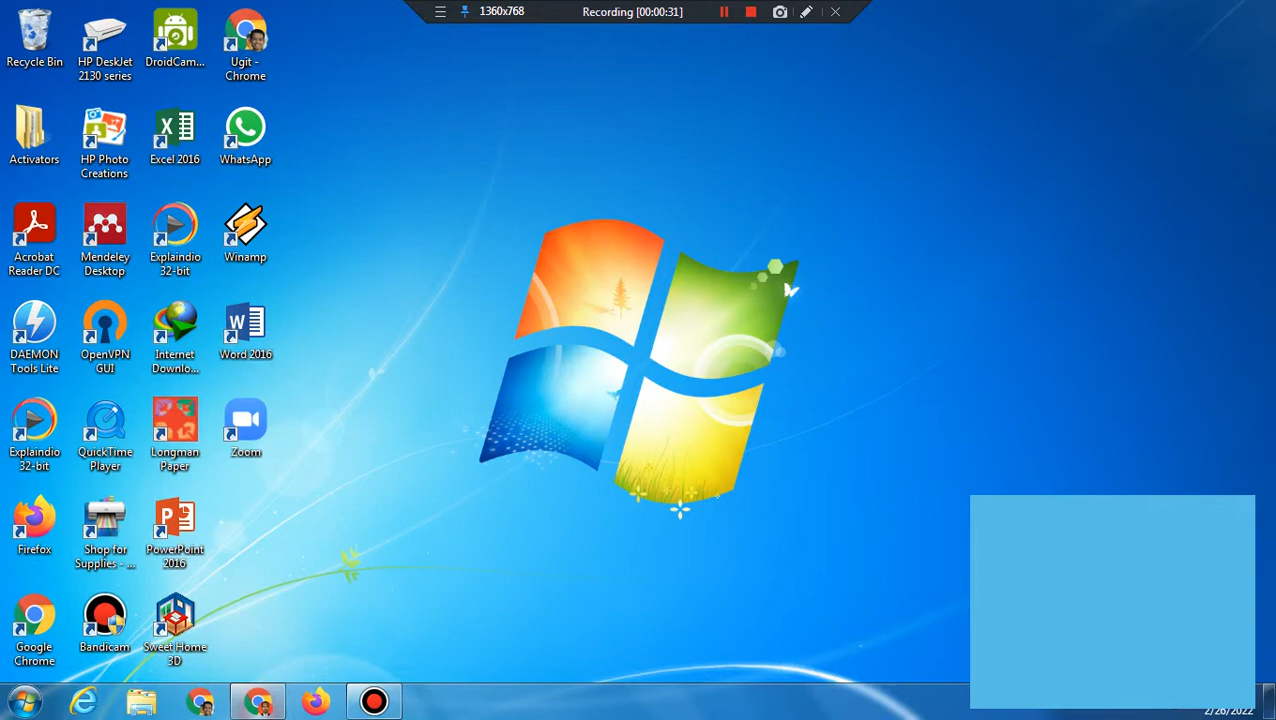 1360x768
Recording [00:00:31]
Recycle Bin
HP DeskJet
2130 series
DroidCam...
Ugit -
Chrome
Activators
HP Photo
Creations
Excel 2016
WhatsApp
Acrobat
Reader DC
Mendeley
Desktop
Explaindio
32-bit
Winamp
DAEMON
Tools Lite
OpenVPN
GUI
Internet
Downlo...
Word 2016
Explaindio
32-bit
QuickTime
Player
Longman
Paper
Zoom
Firefox
Shop for
Supplies - ...
PowerPoint
2016
Google
Chrome
Bandicam
Sweet Home
3D
2/26/2022